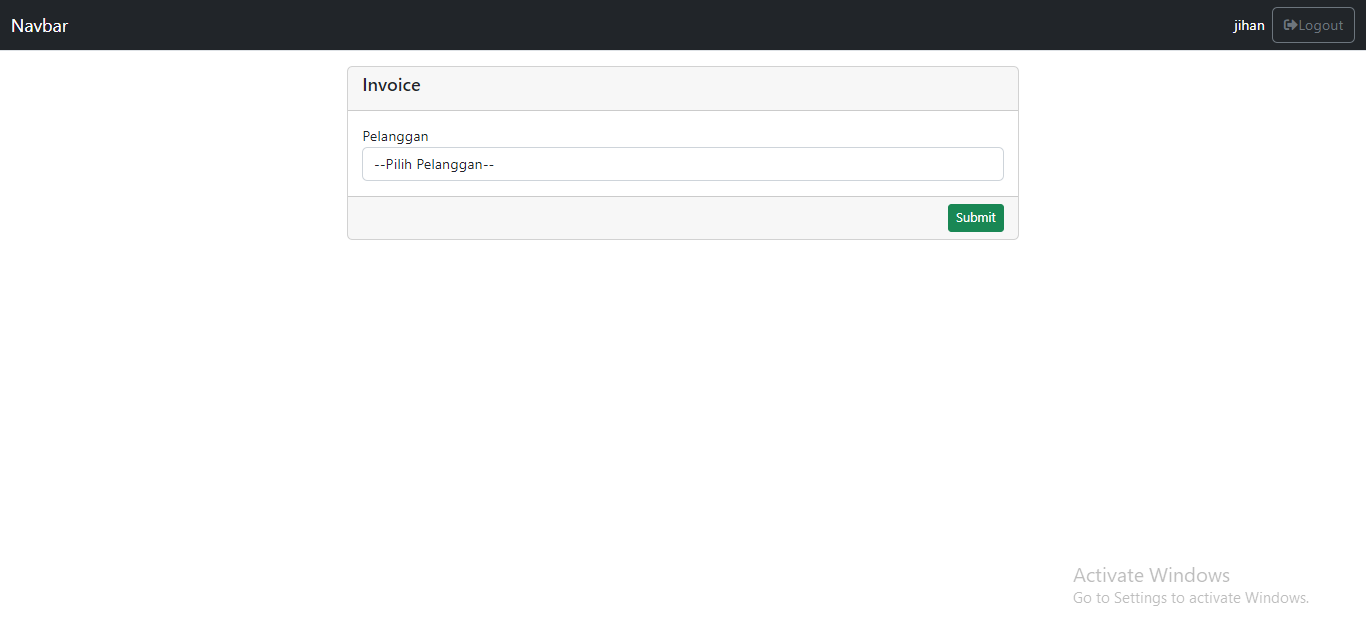 Navbar
jihan
Logout
Invoice
Pelanggan
--Pilih Pelanggan--
Submit
Activate Windows
Go to Settings to activate Windows.